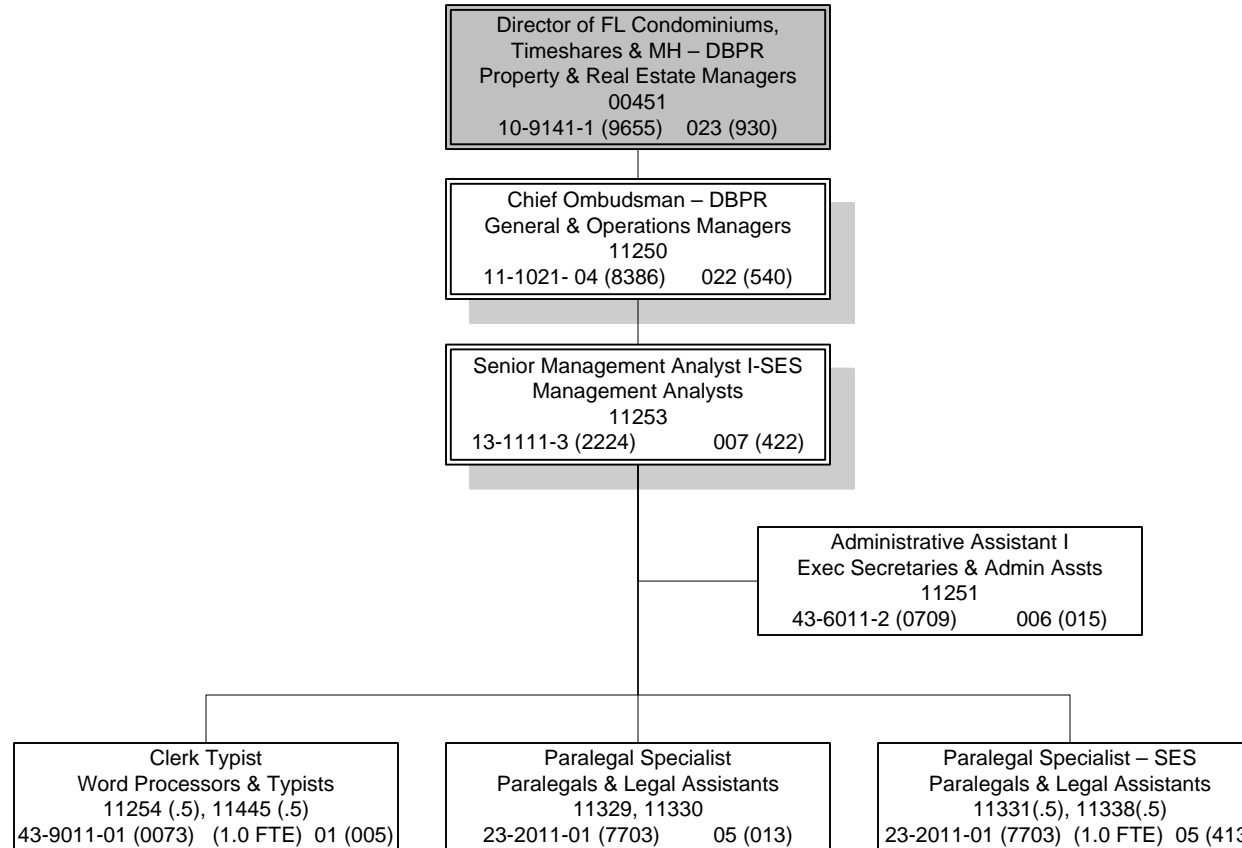 Director of FL Condominiums,
Timeshares & MH – DBPR
Property & Real Estate Managers
00451
10-9141-1 (9655) 023 (930)
Chief Ombudsman – DBPR
General & Operations Managers
11250
11-1021- 04 (8386) 022 (540)
Senior Management Analyst I-SES
Management Analysts
11253
13-1111-3 (2224) 007 (422)
Administrative Assistant I
Exec Secretaries & Admin Assts
11251
43-6011-2 (0709) 006 (015)
Clerk Typist
Word Processors & Typists
11254 (.5), 11445 (.5)
43-9011-01 (0073) (1.0 FTE) 01 (005)
Paralegal Specialist
Paralegals & Legal Assistants
11329, 11330
23-2011-01 (7703) 05 (013)
Paralegal Specialist – SES
Paralegals & Legal Assistants
11331(.5), 11338(.5)
23-2011-01 (7703) (1.0 FTE) 05 (413